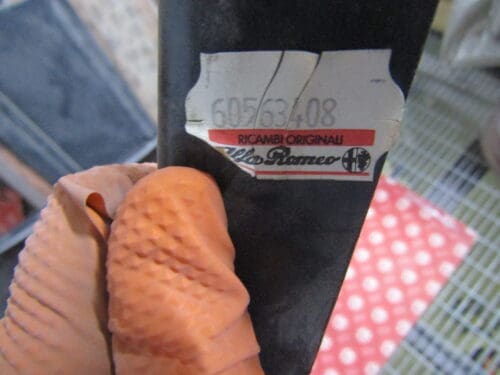 60563408
RICAMBI ORIGINALI
Alfa Romeo